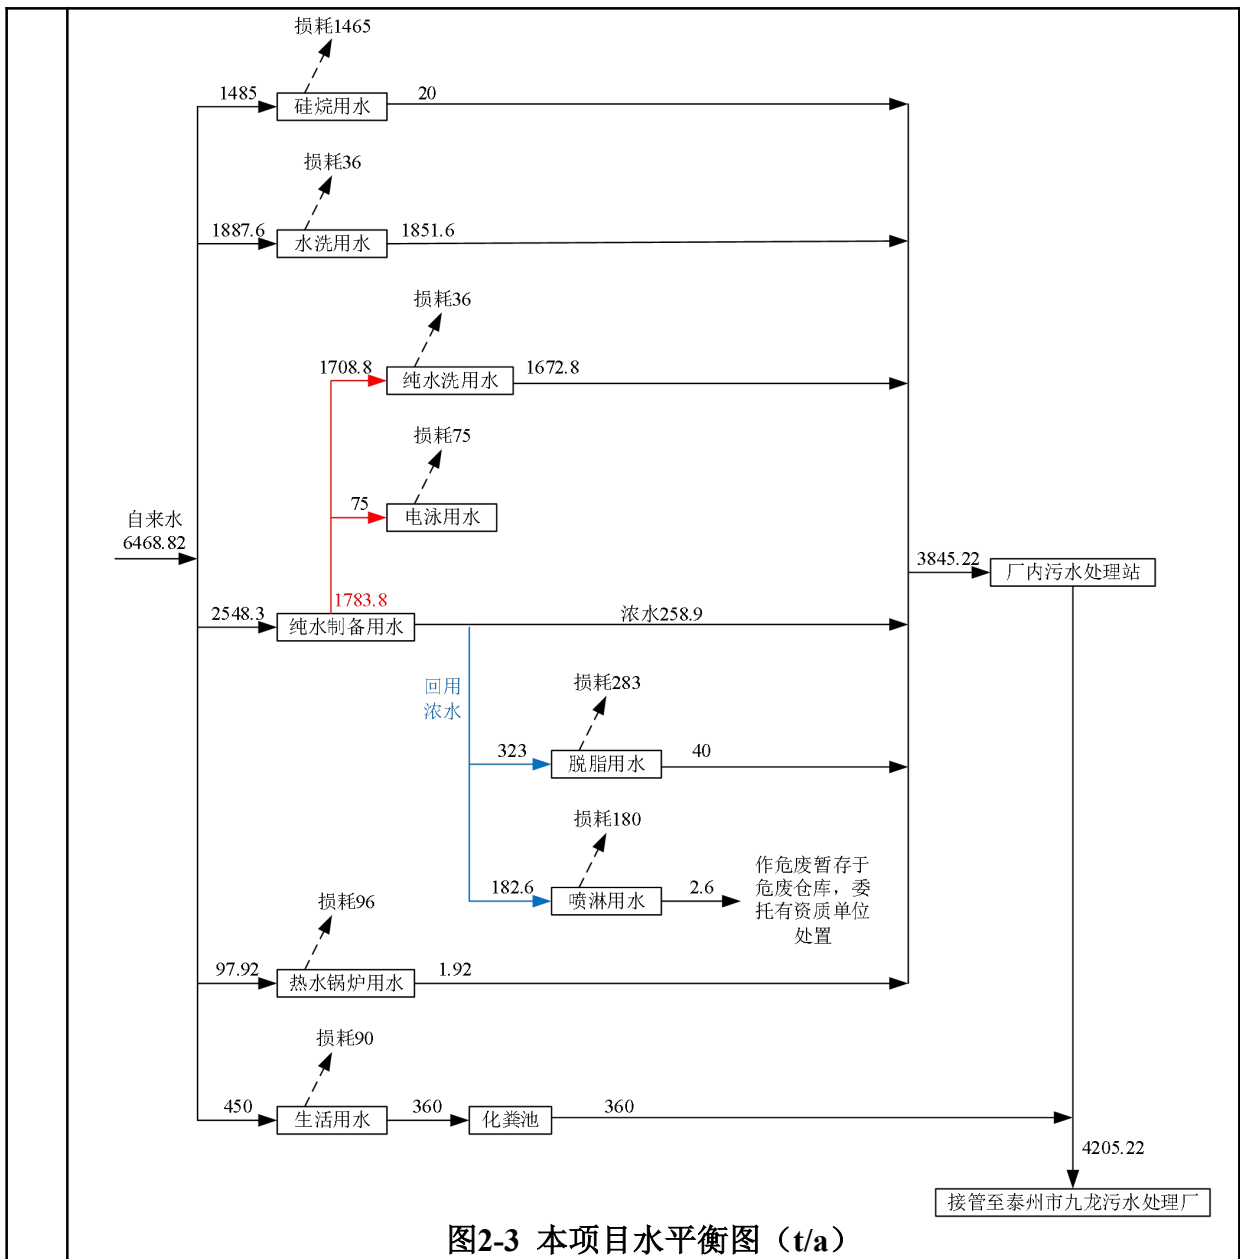 损耗1465
1485
硅烷用水
20
损耗36
1887.6
水洗用水
1851.6
损耗36
1708.8
纯水洗用水
1672.8
损耗75
75
电泳用水
自来水
6468.82
3845.22
厂内污水处理站
1783.8
2548.3
纯水制备用水
浓水258.9
回用
浓水
损耗283
323
脱脂用水
40
损耗180
182.6
喷淋用水
2.6
作危废暂存于
危废仓库，委
托有资质单位
处置
损耗96
97.92
热水锅炉用水
1.92
损耗90
450
生活用水
360
化粪池
360
4205.22
接管至泰州市九龙污水处理厂
图2-3 本项目水平衡图（t/a）